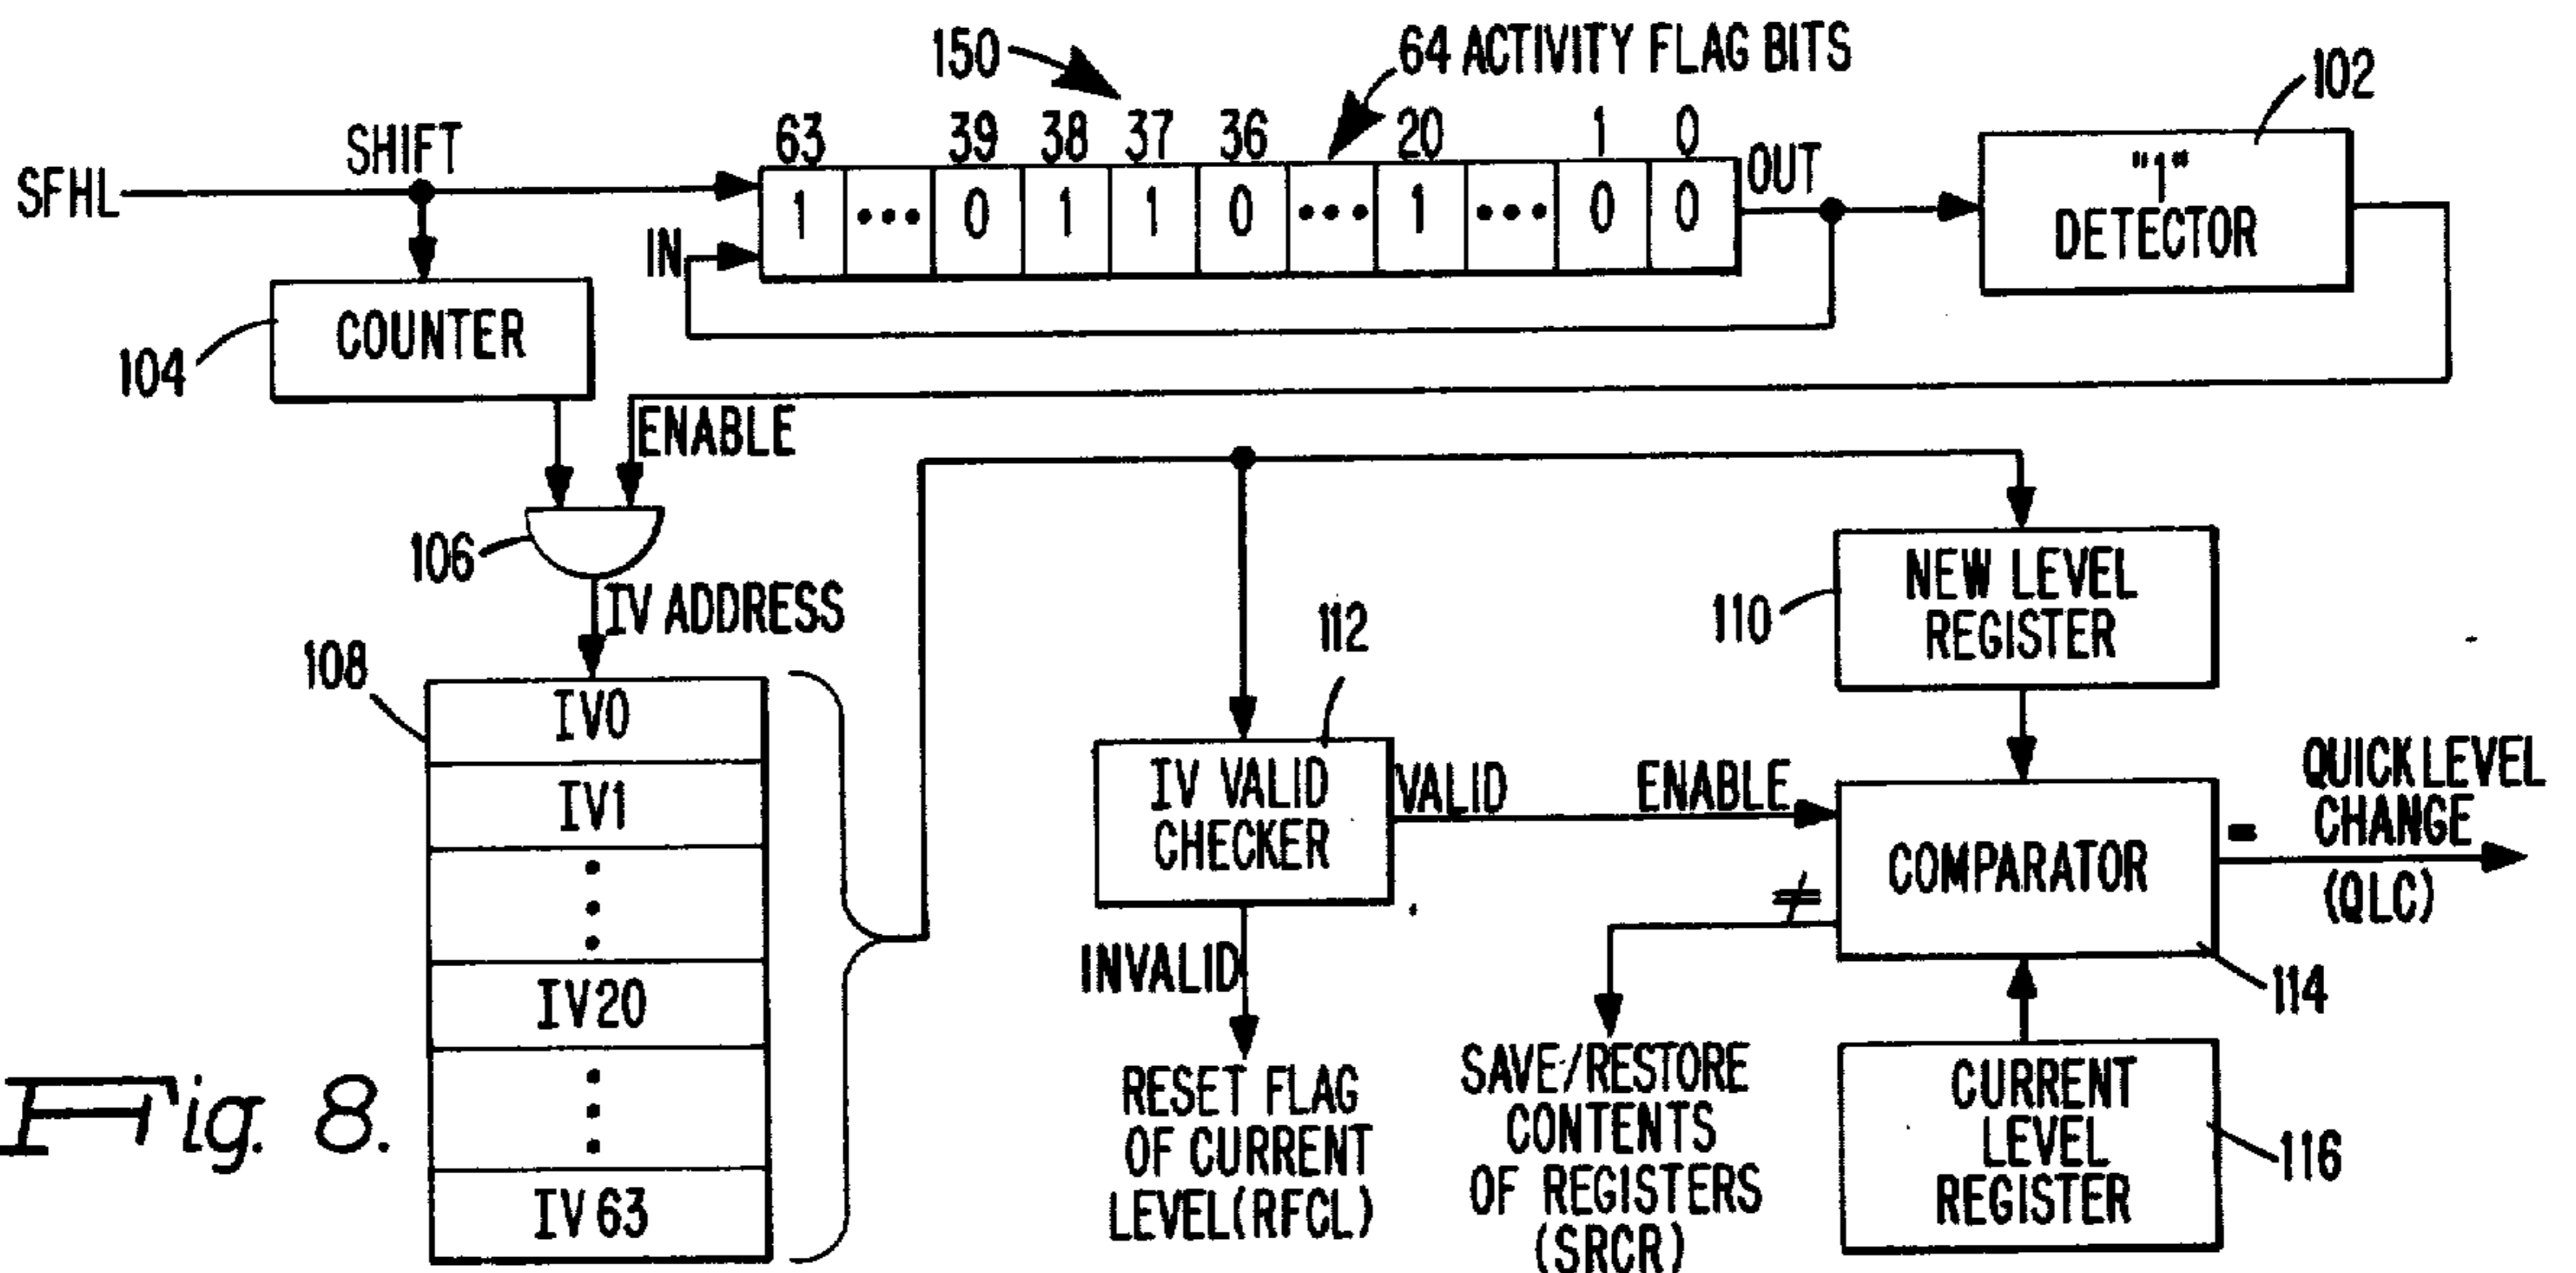 150
64 ACTIVITY FLAG BITS
102
SFHL
SHIFT
63 39 38 37 36 20 1 0
1 ••• 0 1 1 0 ••• 1 ••• 0 0
IN
OUT
"1"
DETECTOR
COUNTER
104
ENABLE
106
IV ADDRESS
108
IV0
IV1
IV20
IV63
112
IV VALID
CHECKER
VALID
ENABLE
INVALID
RESET FLAG
OF CURRENT
LEVEL(RFCL)
110
NEW LEVEL
REGISTER
COMPARATOR
=
≠
QUICK LEVEL
CHANGE
(QLC)
114
SAVE/RESTORE
CONTENTS
OF REGISTERS
(SRCR)
CURRENT
LEVEL
REGISTER
116
Fig. 8.